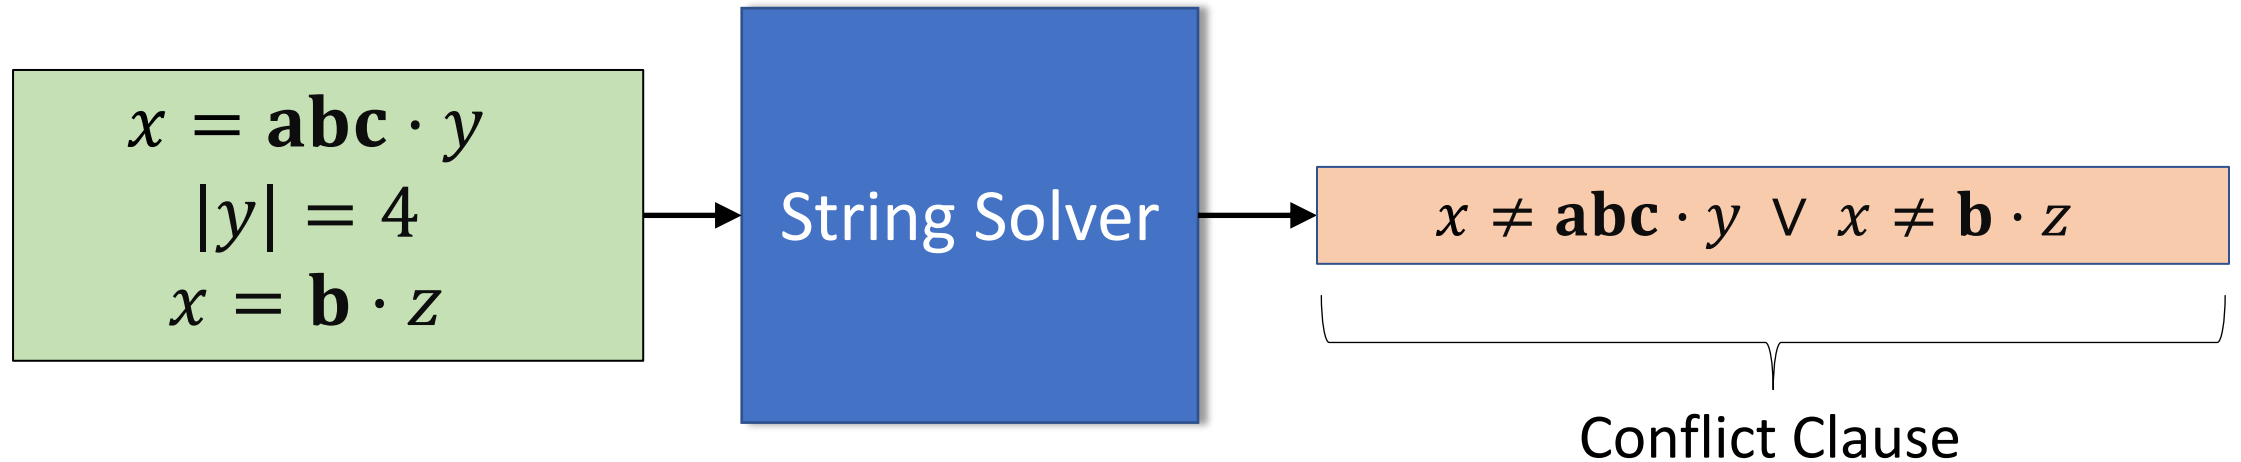 x = abc · y
|y| = 4
x = b · z
String Solver
x ≠ abc · y ∨ x ≠ b · z
Conflict Clause